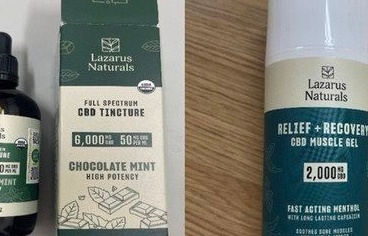 Lazarus
Naturals
FULL SPECTRUM
CBD TINCTURE
6,000 MG CBD 50 MG CBD PER ML
CHOCOLATE MINT
HIGH POTENCY
Lazarus
Naturals
RELIEF + RECOVERY
CBD MUSCLE GEL
2,000 MG CBD
FAST ACTING MENTHOL
WITH LONG LASTING CAPSAICIN
SOOTHES SORE MUSCLES